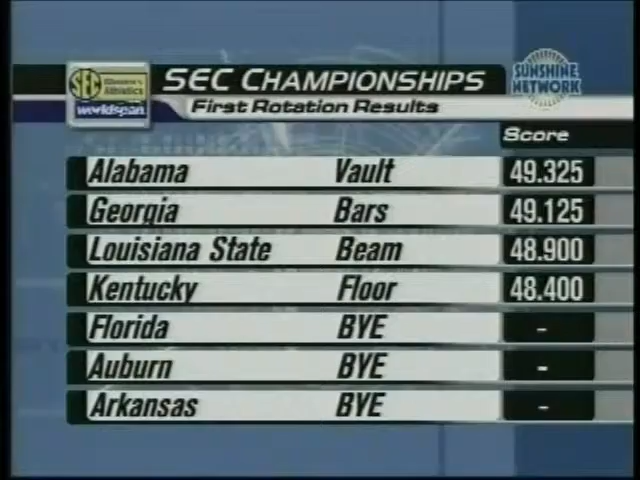 SEC Women's Athletics
worldspan
SEC CHAMPIONSHIPS
First Rotation Results
SUNSHINE NETWORK
Score
Alabama Vault 49.325
Georgia Bars 49.125
Louisiana State Beam 48.900
Kentucky Floor 48.400
Florida BYE -
Auburn BYE -
Arkansas BYE -